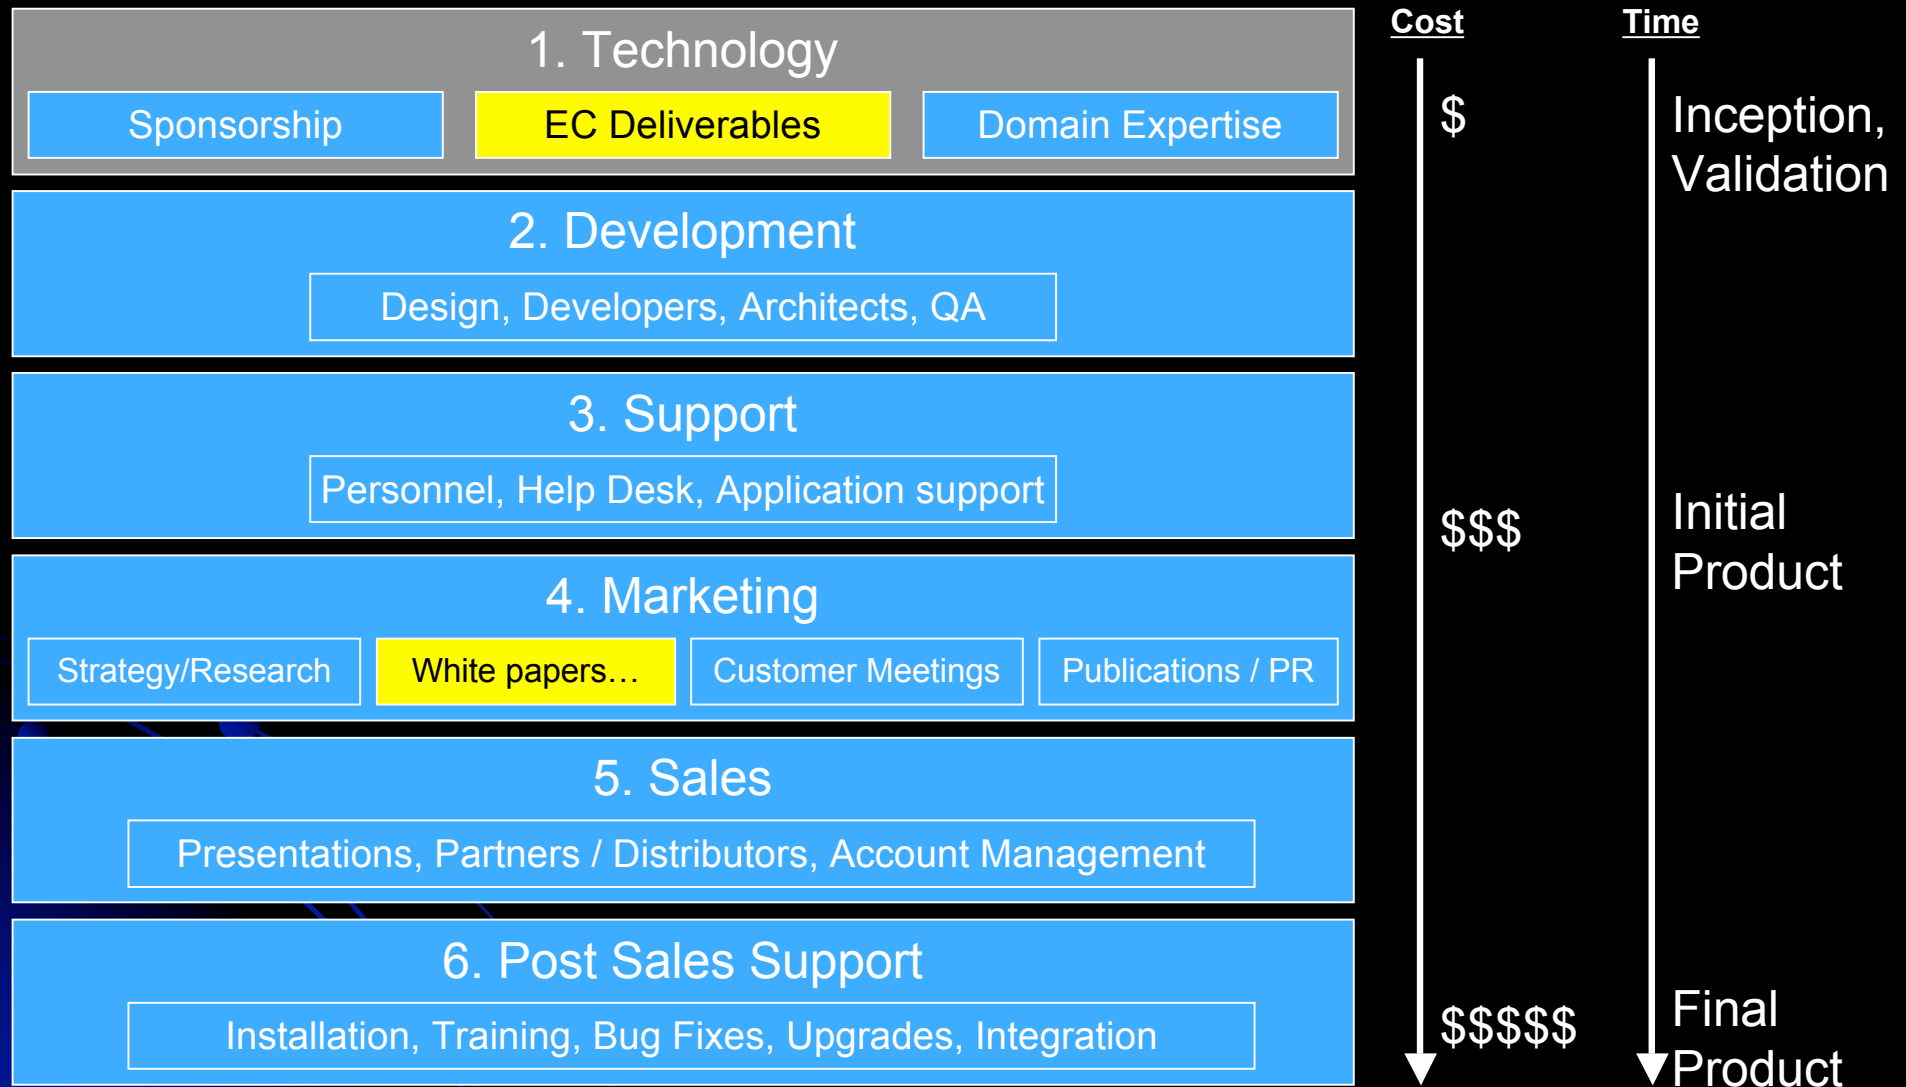 1. Technology
Sponsorship
EC Deliverables
Domain Expertise
2. Development
Design, Developers, Architects, QA
3. Support
Personnel, Help Desk, Application support
4. Marketing
Strategy/Research
White papers…
Customer Meetings
Publications / PR
5. Sales
Presentations, Partners / Distributors, Account Management
6. Post Sales Support
Installation, Training, Bug Fixes, Upgrades, Integration
Cost
$
$$$
$$$$$
Time
Inception,
Validation
Initial
Product
Final
Product